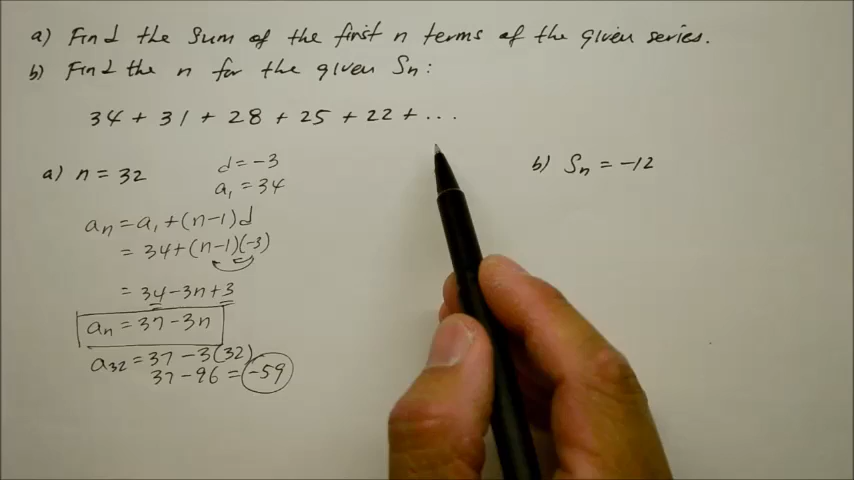 a) Find the Sum of the first n terms of the given series.
b) Find the n for the given Sn:
34 + 31 + 28 + 25 + 22 + ...
a) n = 32
d = -3
a₁ = 34
b) Sn = -12
an = a₁ + (n-1)d
= 34 + (n-1)(-3)
= 34 - 3n + 3
an = 37 - 3n
a32 = 37 - 3(32)
37 - 96 = -59